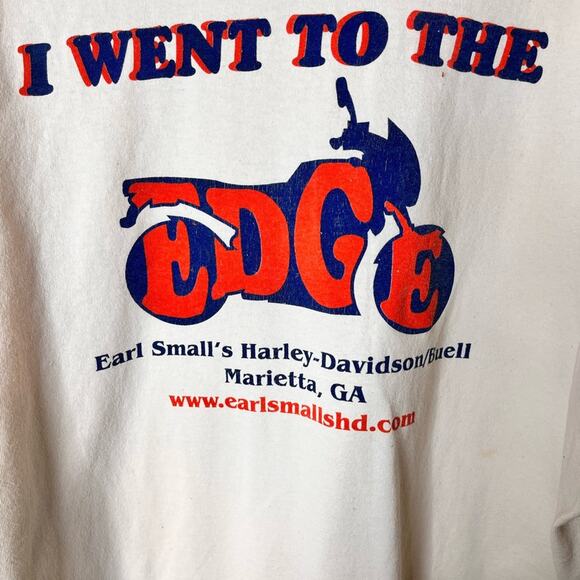 I WENT TO THE
EDGE
Earl Small's Harley-Davidson/Buell
Marietta, GA
www.earlsmallshd.com